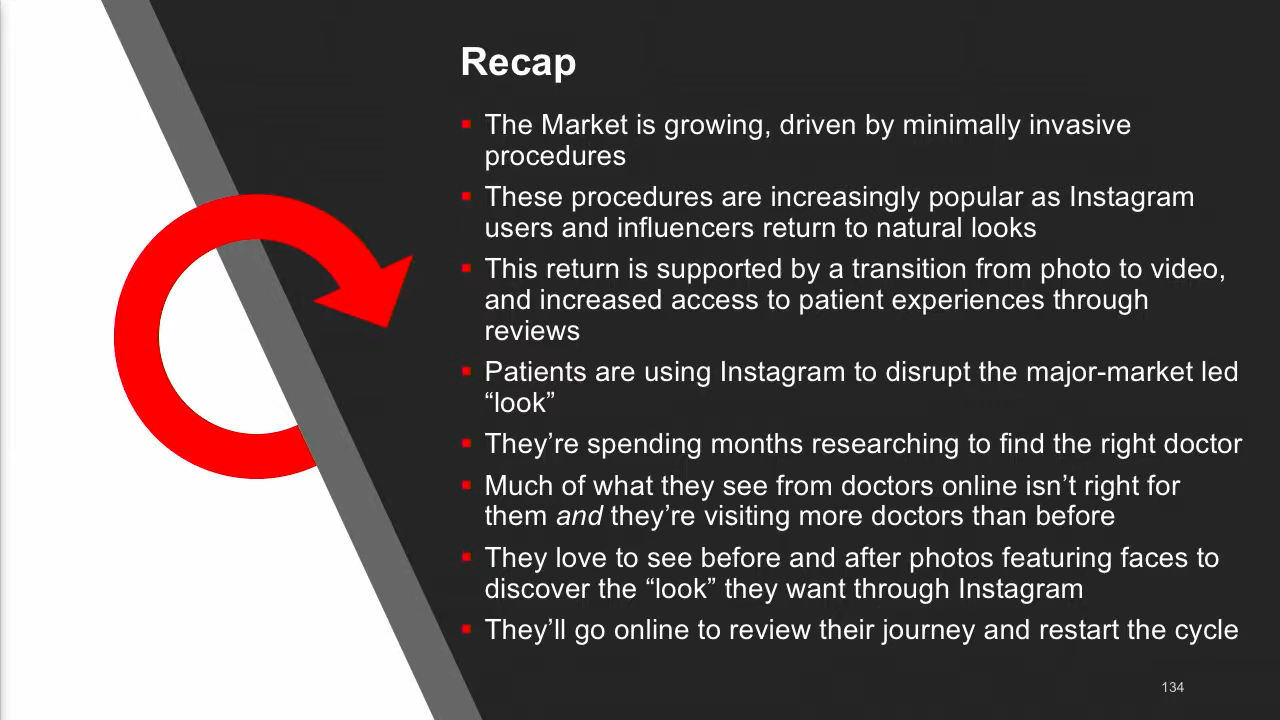 Recap
▪ The Market is growing, driven by minimally invasive
procedures
▪ These procedures are increasingly popular as Instagram
users and influencers return to natural looks
▪ This return is supported by a transition from photo to video,
and increased access to patient experiences through
reviews
▪ Patients are using Instagram to disrupt the major-market led
“look”
▪ They’re spending months researching to find the right doctor
▪ Much of what they see from doctors online isn’t right for
them and they’re visiting more doctors than before
▪ They love to see before and after photos featuring faces to
discover the “look” they want through Instagram
▪ They’ll go online to review their journey and restart the cycle
134